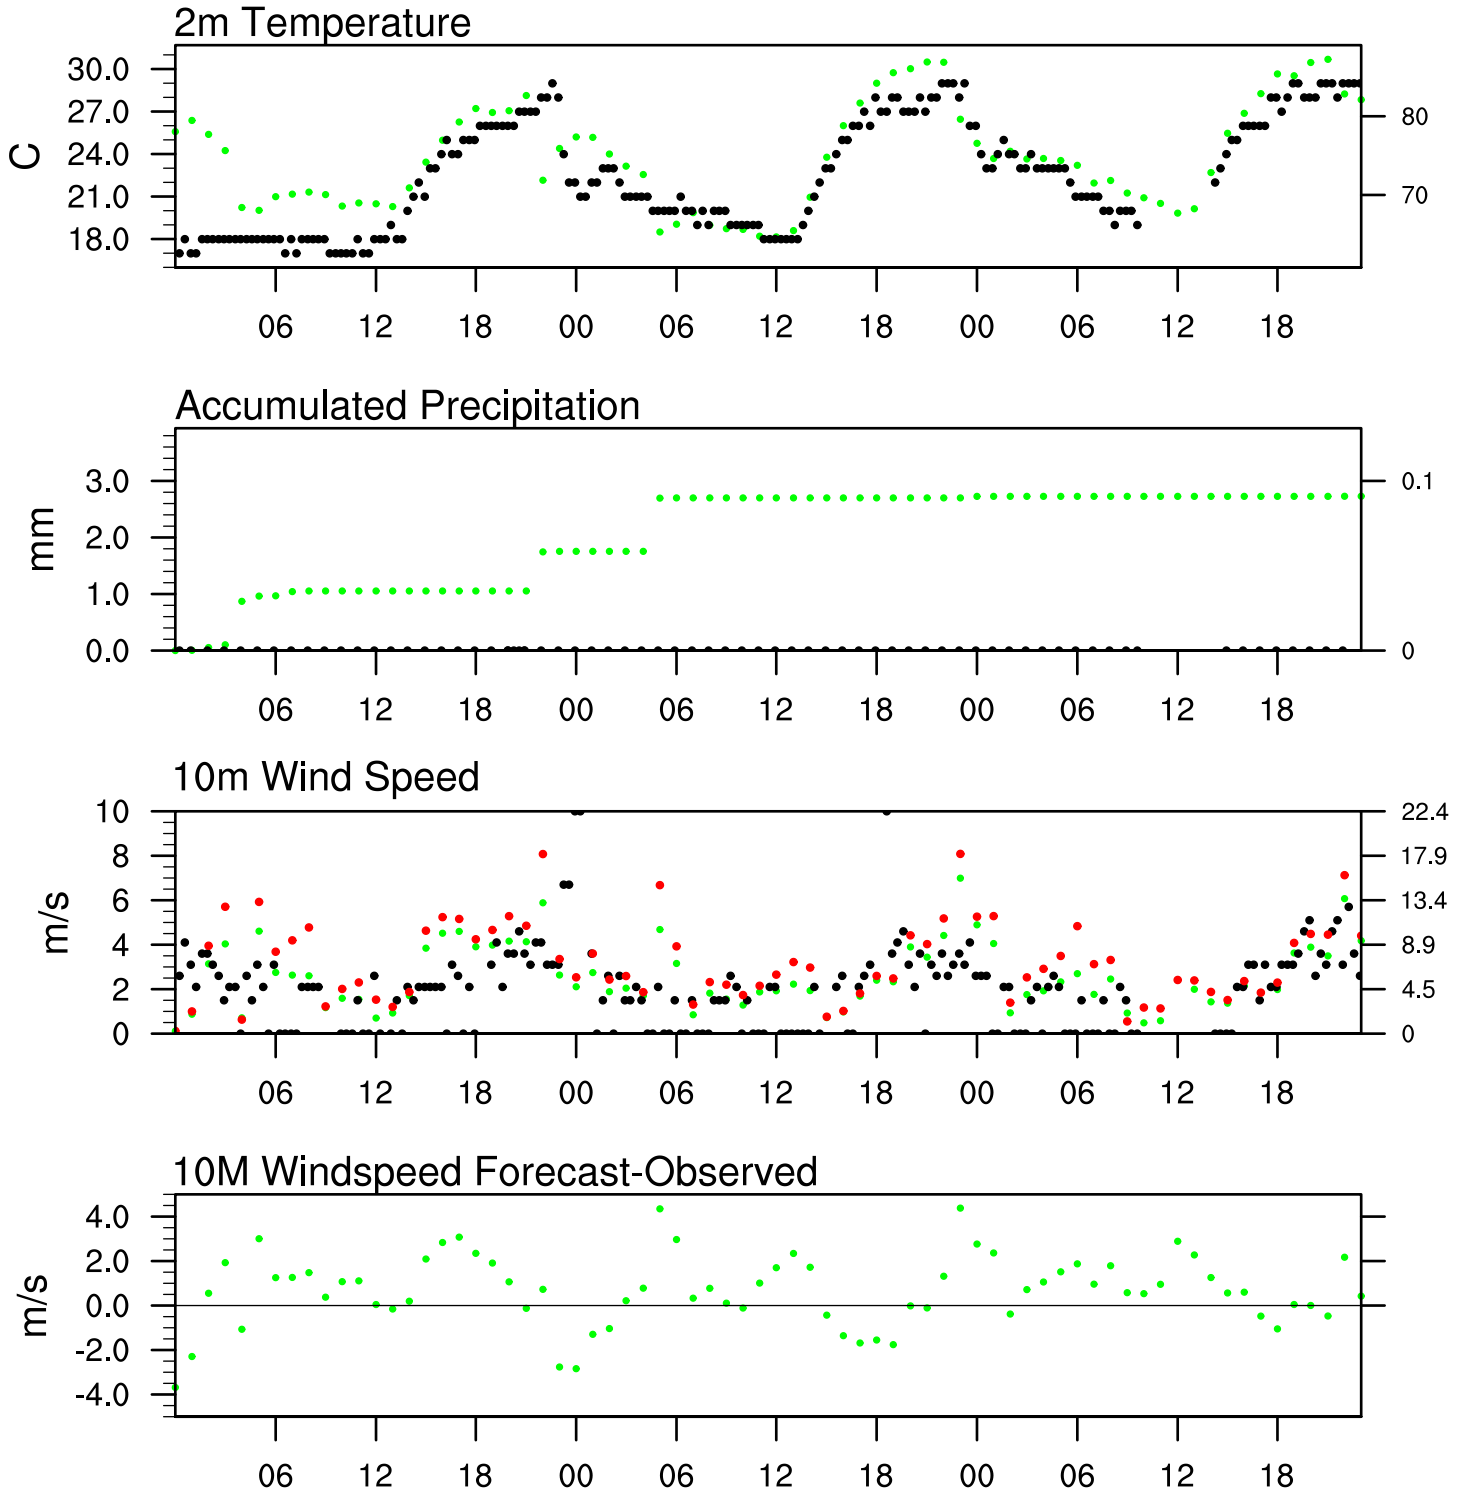 2m Temperature
30.0
27.0
24.0
21.0
18.0
C
80
70
06 12 18 00 06 12 18 00 06 12 18
Accumulated Precipitation
3.0
2.0
1.0
0.0
mm
0.1
0
06 12 18 00 06 12 18 00 06 12 18
10m Wind Speed
10
8
6
4
2
0
m/s
22.4
17.9
13.4
8.9
4.5
0
06 12 18 00 06 12 18 00 06 12 18
10M Windspeed Forecast-Observed
4.0
2.0
0.0
-2.0
-4.0
m/s
06 12 18 00 06 12 18 00 06 12 18